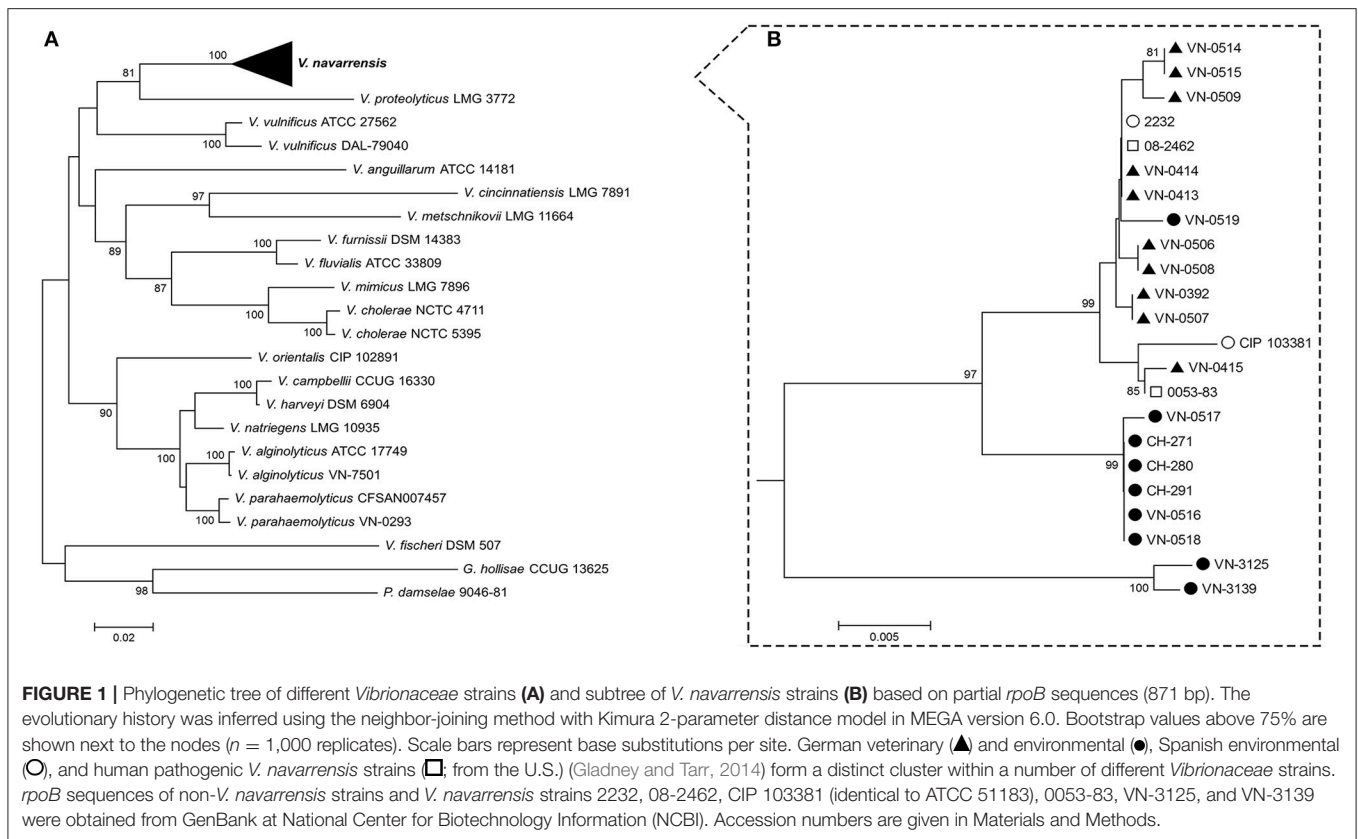 A
100
V. navarrensis
81
V. proteolyticus LMG 3772
V. vulnificus ATCC 27562
100
V. vulnificus DAL-79040
V. anguillarum ATCC 14181
97
V. cincinnatiensis LMG 7891
V. metschnikovii LMG 11664
89
100
V. furnissii DSM 14383
V. fluvialis ATCC 33809
87
V. mimicus LMG 7896
100
V. cholerae NCTC 4711
100
V. cholerae NCTC 5395
V. orientalis CIP 102891
90
100
V. campbellii CCUG 16330
V. harveyi DSM 6904
V. natriegens LMG 10935
100
100
V. alginolyticus ATCC 17749
V. alginolyticus VN-7501
V. parahaemolyticus CFSAN007457
100
V. parahaemolyticus VN-0293
V. fischeri DSM 507
G. hollisae CCUG 13625
98
P. damselae 9046-81
0.02
B
81
▲ VN-0514
▲ VN-0515
▲ VN-0509
○ 2232
□ 08-2462
▲ VN-0414
▲ VN-0413
● VN-0519
▲ VN-0506
▲ VN-0508
99
▲ VN-0392
▲ VN-0507
○ CIP 103381
▲ VN-0415
85
□ 0053-83
97
● VN-0517
● CH-271
99
● CH-280
● CH-291
● VN-0516
● VN-0518
● VN-3125
100
● VN-3139
0.005
FIGURE 1 | Phylogenetic tree of different Vibrionaceae strains (A) and subtree of V. navarrensis strains (B) based on partial rpoB sequences (871 bp). The
evolutionary history was inferred using the neighbor-joining method with Kimura 2-parameter distance model in MEGA version 6.0. Bootstrap values above 75% are
shown next to the nodes (n = 1,000 replicates). Scale bars represent base substitutions per site. German veterinary (▲) and environmental (●), Spanish environmental
(○), and human pathogenic V. navarrensis strains (□; from the U.S.) (Gladney and Tarr, 2014) form a distinct cluster within a number of different Vibrionaceae strains.
rpoB sequences of non-V. navarrensis strains and V. navarrensis strains 2232, 08-2462, CIP 103381 (identical to ATCC 51183), 0053-83, VN-3125, and VN-3139
were obtained from GenBank at National Center for Biotechnology Information (NCBI). Accession numbers are given in Materials and Methods.